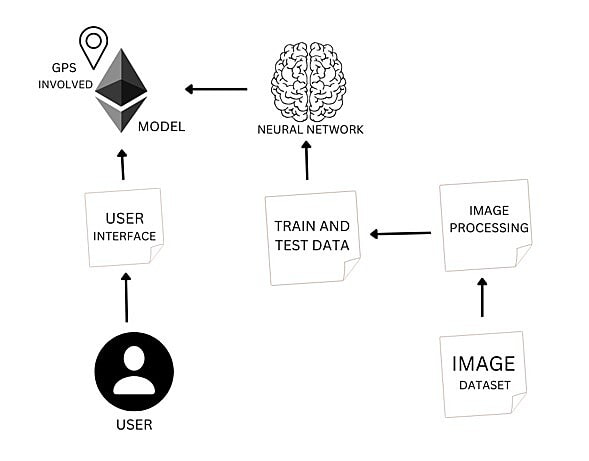 GPS
INVOLVED
MODEL
NEURAL NETWORK
USER
INTERFACE
TRAIN AND
TEST DATA
IMAGE
PROCESSING
IMAGE
DATASET
USER